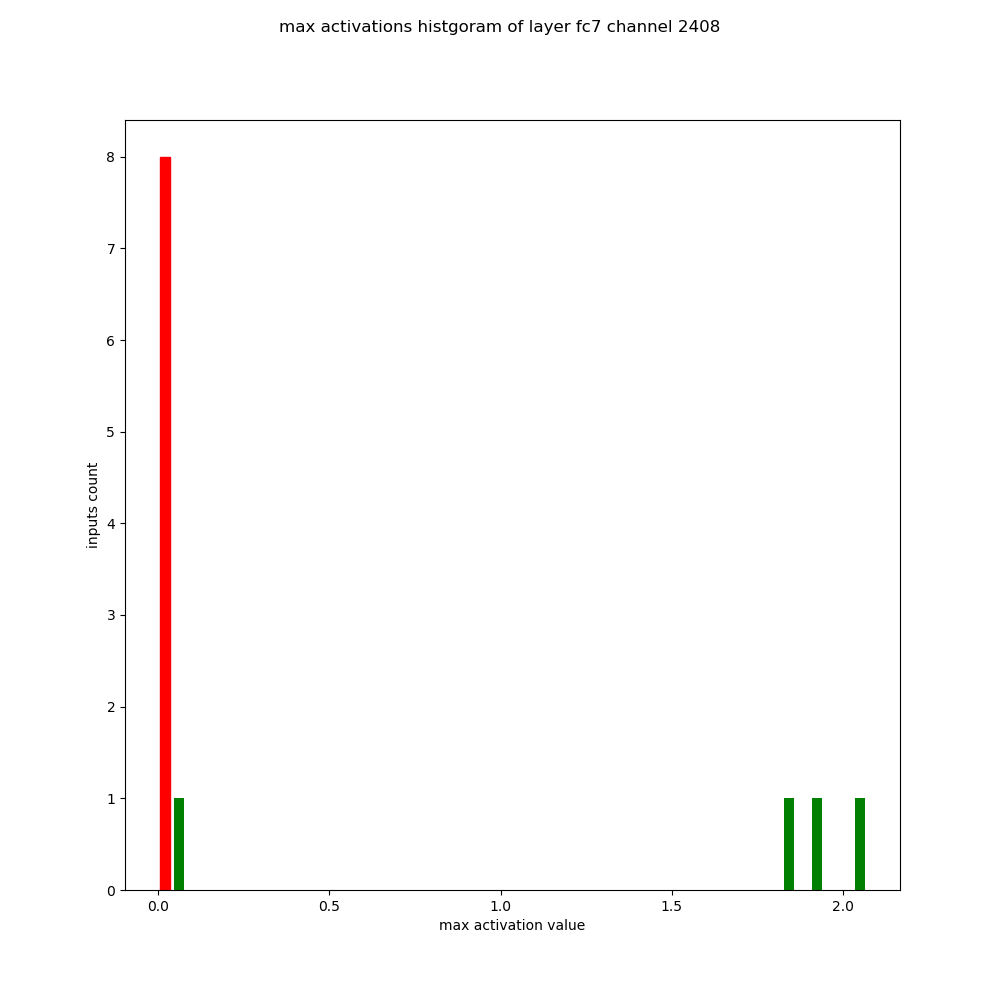 max activations histgoram of layer fc7 channel 2408
8
7
6
5
4
3
2
1
0
inputs count
0.0 0.5 1.0 1.5 2.0
max activation value